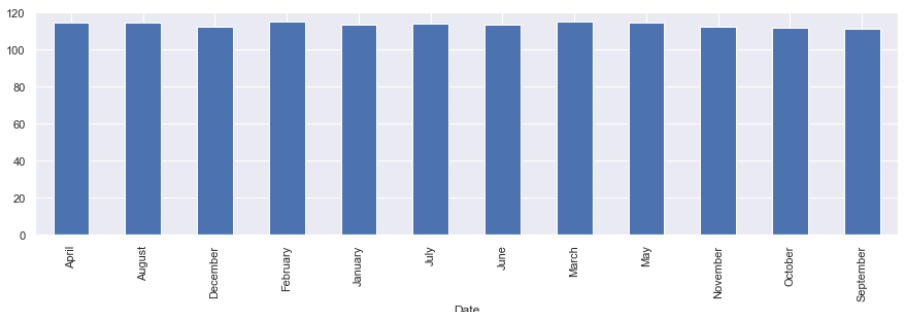 120
100
80
60
40
20
0
April
August
December
February
January
July
June
March
May
November
October
September
Date